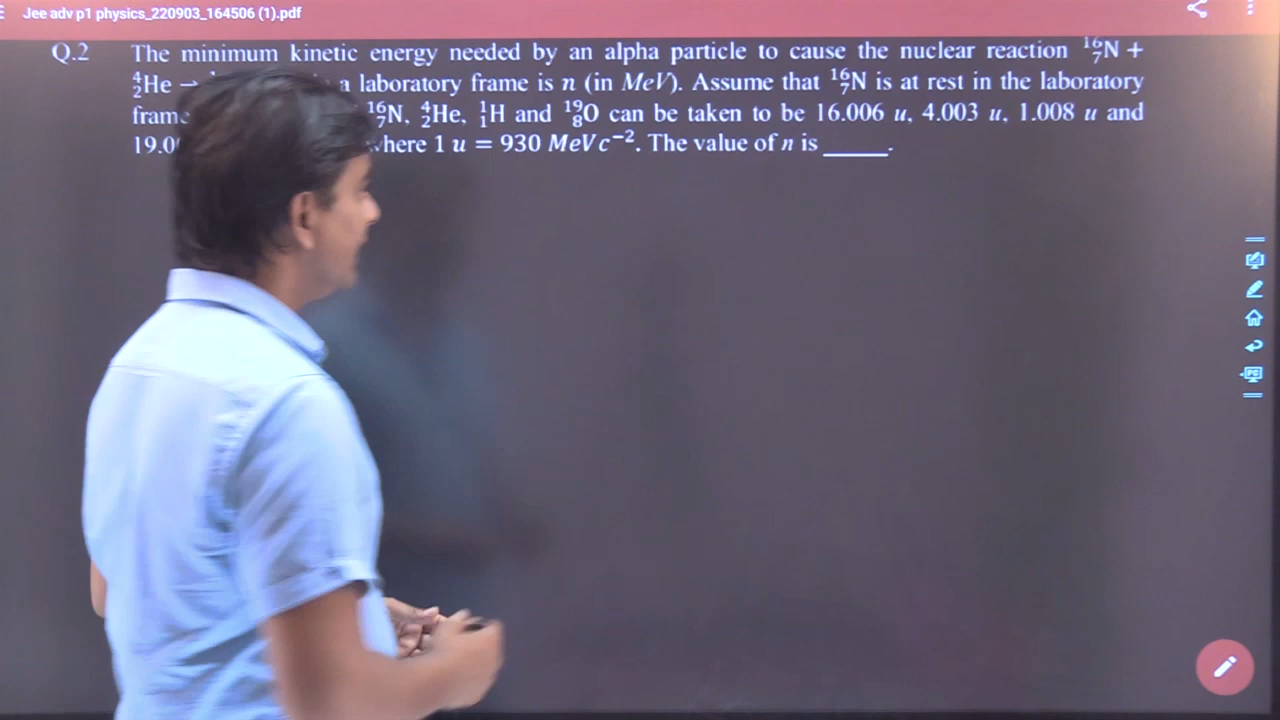 Jee adv p1 physics_220903_164506 (1).pdf
Q.2 The minimum kinetic energy needed by an alpha particle to cause the nuclear reaction ¹⁶₇N +
⁴₂He → a laboratory frame is n (in MeV). Assume that ¹⁶₇N is at rest in the laboratory
frame ¹⁶₇N, ⁴₂He, ¹₁H and ¹⁹₈O can be taken to be 16.006 u, 4.003 u, 1.008 u and
19.0 where 1 u = 930 MeVc⁻². The value of n is _____.
PC